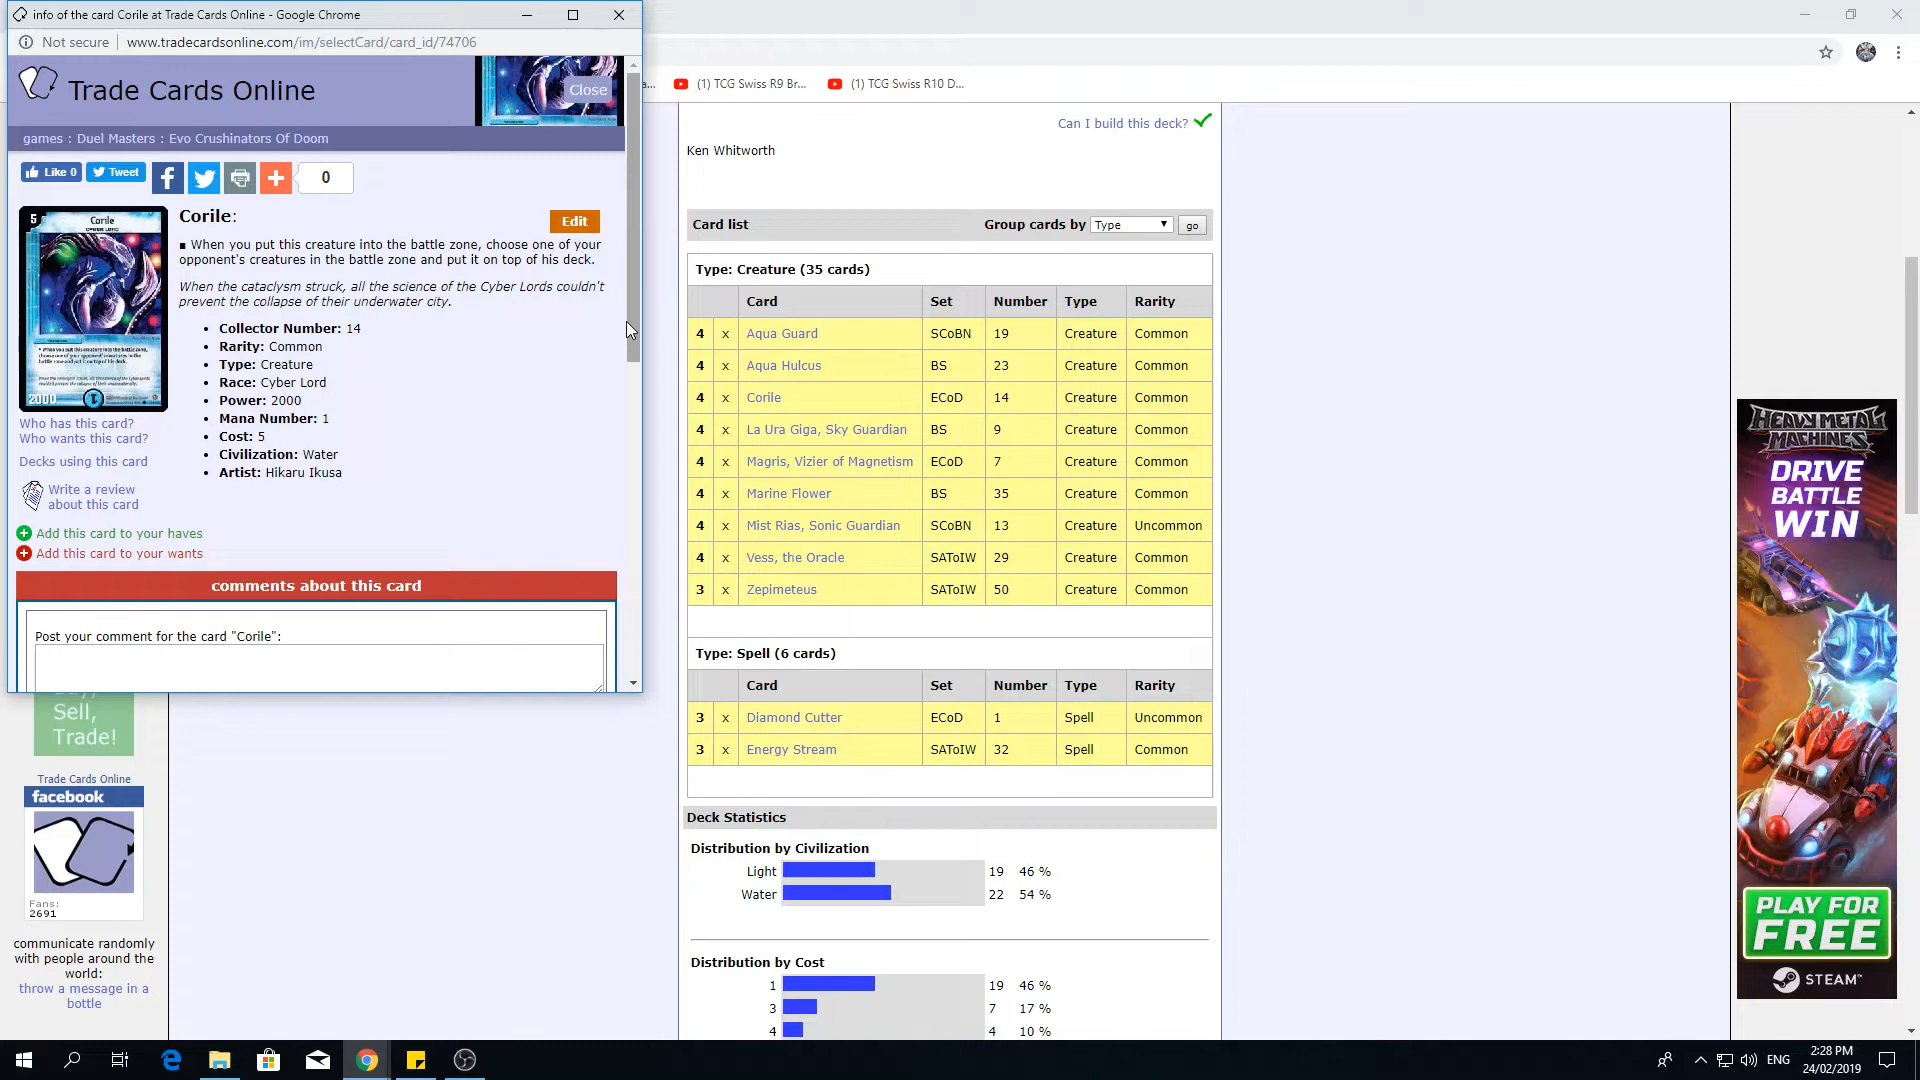 info of the card Corile at Trade Cards Online - Google Chrome
Not secure | www.tradecardsonline.com/im/selectCard/card_id/74706
Trade Cards Online
Close
games : Duel Masters : Evo Crushinators Of Doom
Like 0
Tweet
0
5
Corile
CYBER LORD
2000
1
Corile:
Edit
■ When you put this creature into the battle zone, choose one of your
opponent's creatures in the battle zone and put it on top of his deck.
When the cataclysm struck, all the science of the Cyber Lords couldn't
prevent the collapse of their underwater city.
• Collector Number: 14
• Rarity: Common
• Type: Creature
• Race: Cyber Lord
• Power: 2000
• Mana Number: 1
• Cost: 5
• Civilization: Water
• Artist: Hikaru Ikusa
Who has this card?
Who wants this card?
Decks using this card
Write a review
about this card
Add this card to your haves
Add this card to your wants
comments about this card
Post your comment for the card "Corile":
Sell,
Trade!
Trade Cards Online
facebook
Fans:
2691
communicate randomly
with people around the
world:
throw a message in a
bottle
a...
(1) TCG Swiss R9 Br...
(1) TCG Swiss R10 D...
Can I build this deck?
Ken Whitworth
Card list
Group cards by Type go
Type: Creature (35 cards)
Card Set Number Type Rarity
4 x Aqua Guard SCoBN 19 Creature Common
4 x Aqua Hulcus BS 23 Creature Common
4 x Corile ECoD 14 Creature Common
4 x La Ura Giga, Sky Guardian BS 9 Creature Common
4 x Magris, Vizier of Magnetism ECoD 7 Creature Common
4 x Marine Flower BS 35 Creature Common
4 x Mist Rias, Sonic Guardian SCoBN 13 Creature Uncommon
4 x Vess, the Oracle SAToIW 29 Creature Common
3 x Zepimeteus SAToIW 50 Creature Common
Type: Spell (6 cards)
Card Set Number Type Rarity
3 x Diamond Cutter ECoD 1 Spell Uncommon
3 x Energy Stream SAToIW 32 Spell Common
Deck Statistics
Distribution by Civilization
Light 19 46 %
Water 22 54 %
Distribution by Cost
1 19 46 %
3 7 17 %
4 4 10 %
HEAVY METAL
MACHINES
DRIVE
BATTLE
WIN
PLAY FOR
FREE
STEAM™
ENG
2:28 PM
24/02/2019